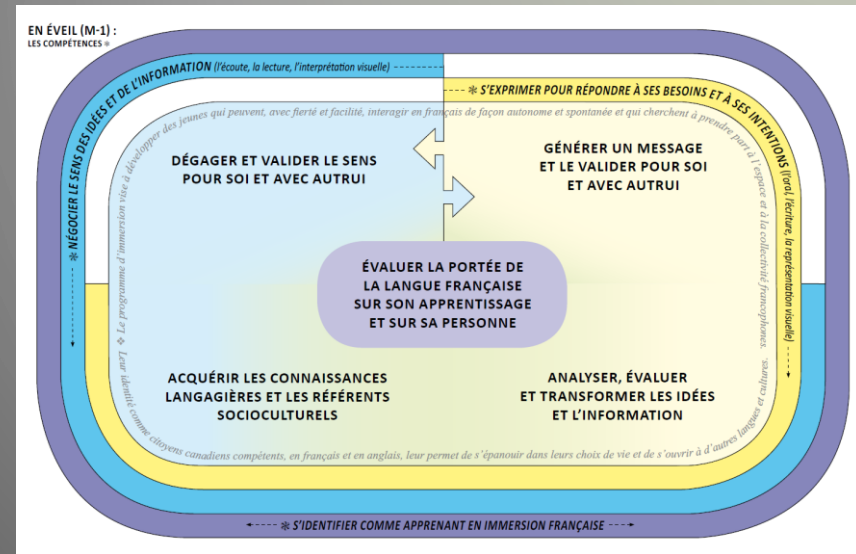 EN ÉVEIL (M-1) :
LES COMPÉTENCES ✻
✻ NÉGOCIER LE SENS DES IDÉES ET DE L'INFORMATION (l'écoute, la lecture, l'interprétation visuelle)
✻ S'EXPRIMER POUR RÉPONDRE À SES BESOINS ET À SES INTENTIONS (l'oral, l'écriture, la représentation visuelle)
❖ Le programme d'immersion vise à développer des jeunes qui peuvent, avec fierté et facilité, interagir en français de façon autonome et spontanée et qui cherchent à prendre part à l'espace et à la collectivité francophones.
DÉGAGER ET VALIDER LE SENS
POUR SOI ET AVEC AUTRUI
GÉNÉRER UN MESSAGE
ET LE VALIDER POUR SOI
ET AVEC AUTRUI
ÉVALUER LA PORTÉE DE
LA LANGUE FRANÇAISE
SUR SON APPRENTISSAGE
ET SUR SA PERSONNE
ACQUÉRIR LES CONNAISSANCES
LANGAGIÈRES ET LES RÉFÉRENTS
SOCIOCULTURELS
ANALYSER, ÉVALUER
ET TRANSFORMER LES IDÉES
ET L'INFORMATION
Leur identité comme citoyens canadiens compétents, en français et en anglais, leur permet de s'épanouir dans leurs choix de vie et de s'ouvrir à d'autres langues et cultures.
✻ S'IDENTIFIER COMME APPRENANT EN IMMERSION FRANÇAISE